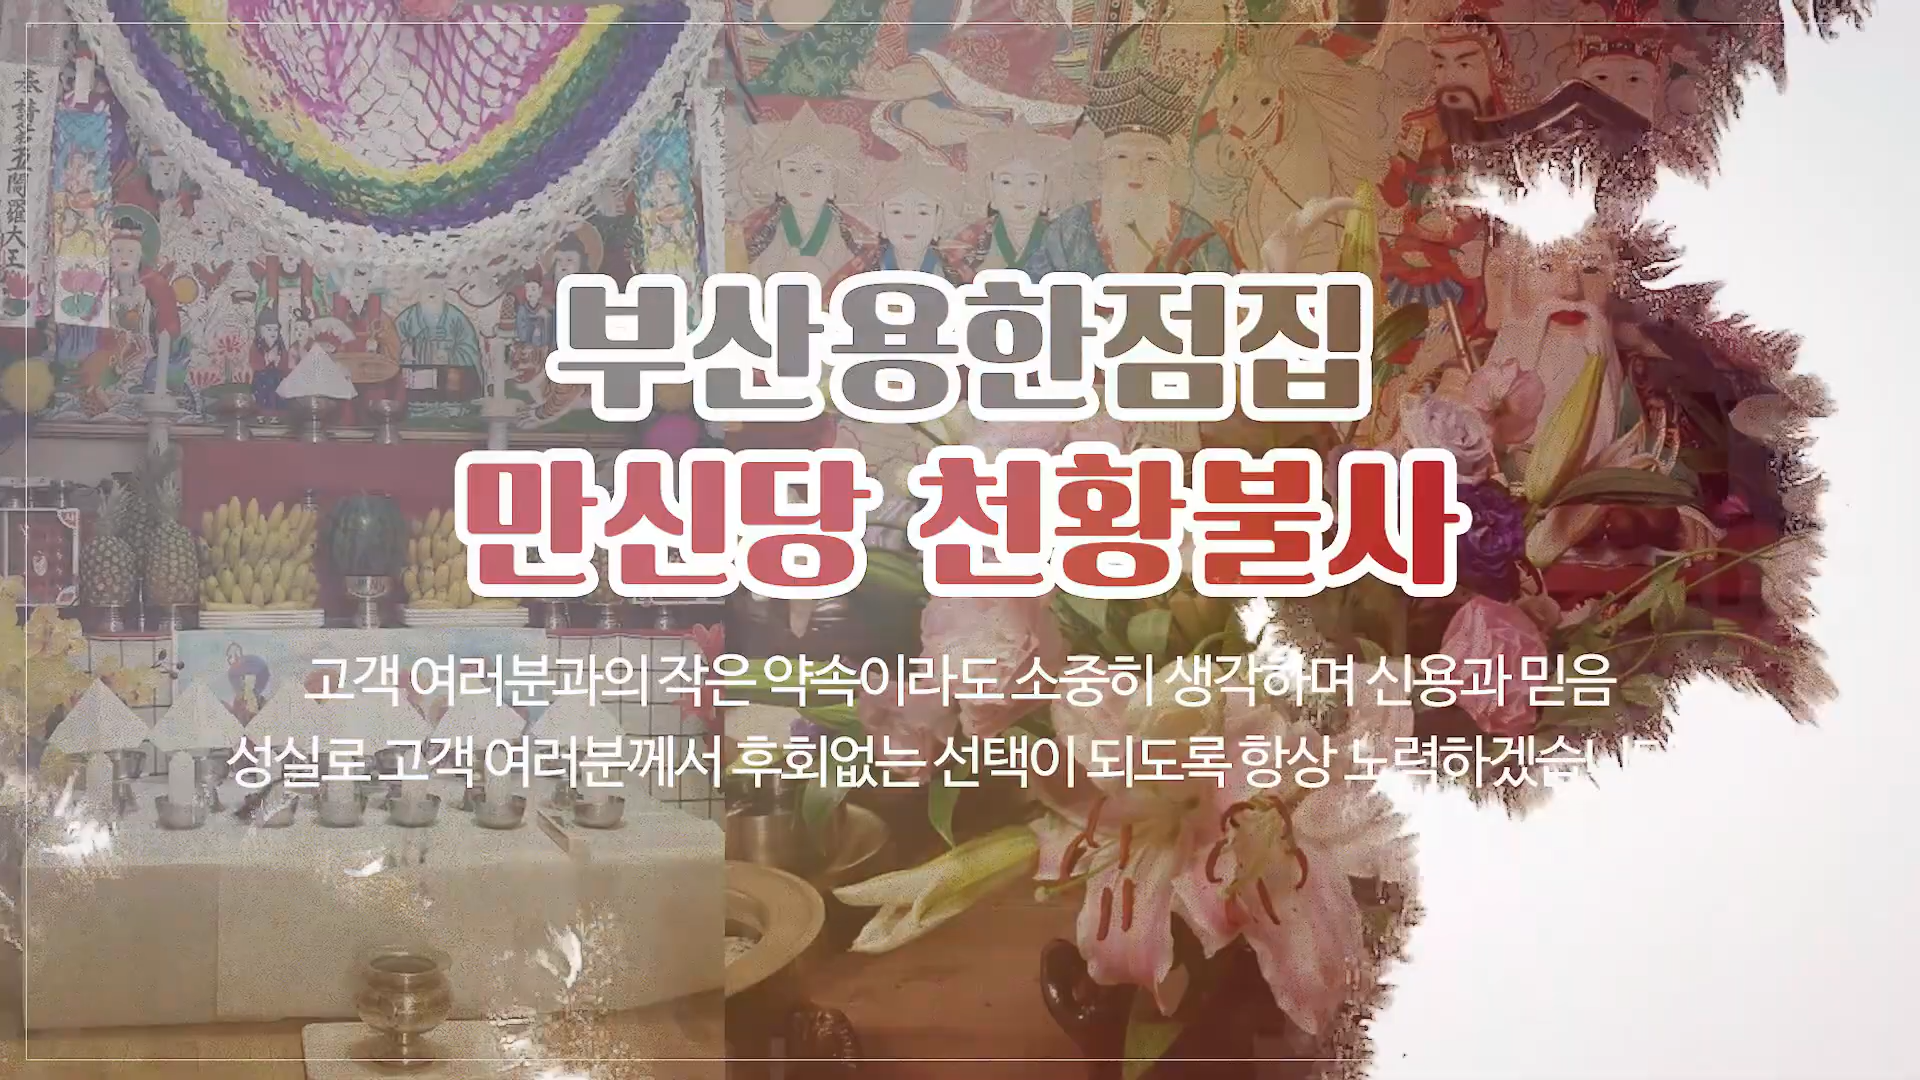 부산용한점집
만신당 천황불사
고객 여러분과의 작은 약속이라도 소중히 생각하며 신용과 믿음
성실로 고객 여러분께서 후회없는 선택이 되도록 항상 노력하겠습니다